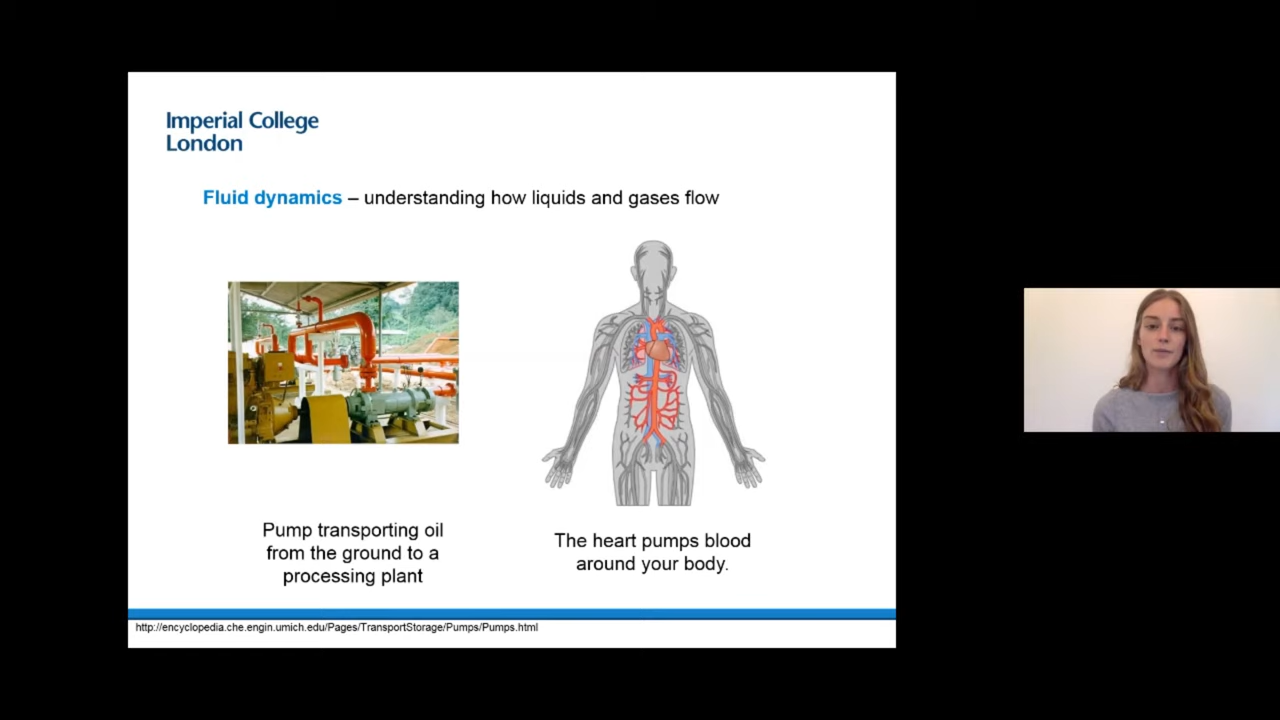 Imperial College
London
Fluid dynamics – understanding how liquids and gases flow
Pump transporting oil
from the ground to a
processing plant
The heart pumps blood
around your body.
http://encyclopedia.che.engin.umich.edu/Pages/TransportStorage/Pumps/Pumps.html